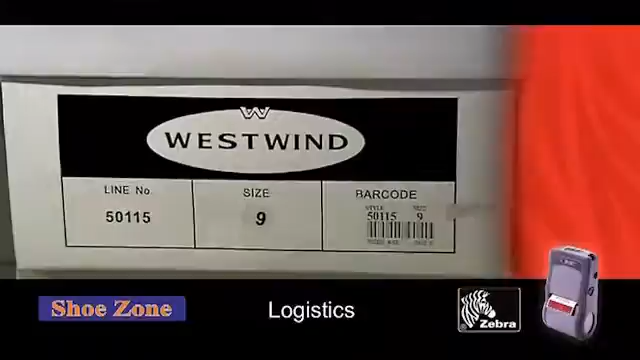 WESTWIND
LINE No. SIZE BARCODE
50115 9
STYLE SIZE
50115 9
Shoe Zone Logistics Zebra